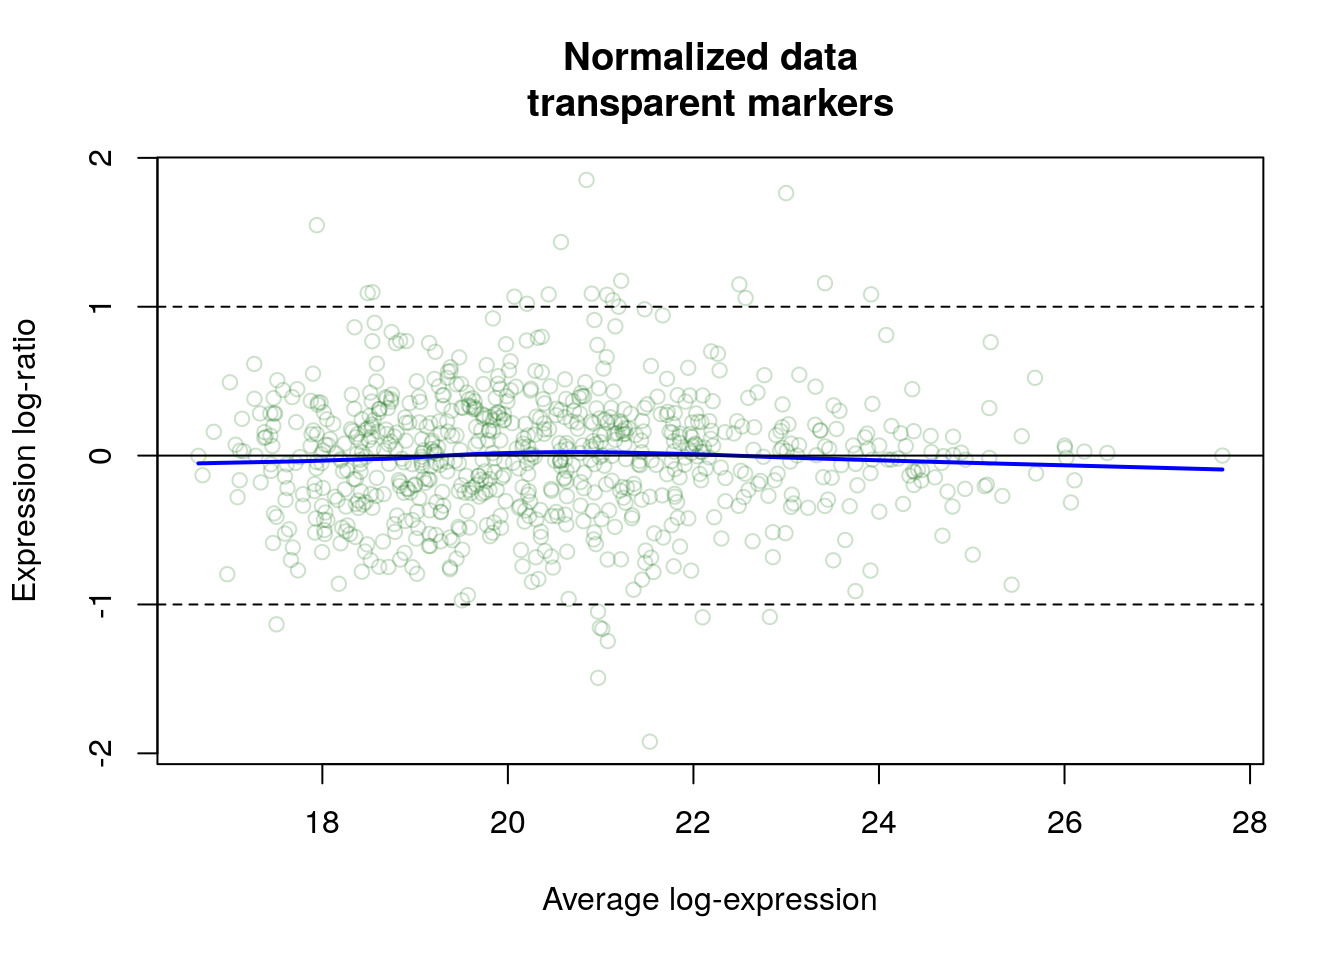 Normalized data
transparent markers
Expression log-ratio
2
1
0
-1
-2
18 20 22 24 26 28
Average log-expression